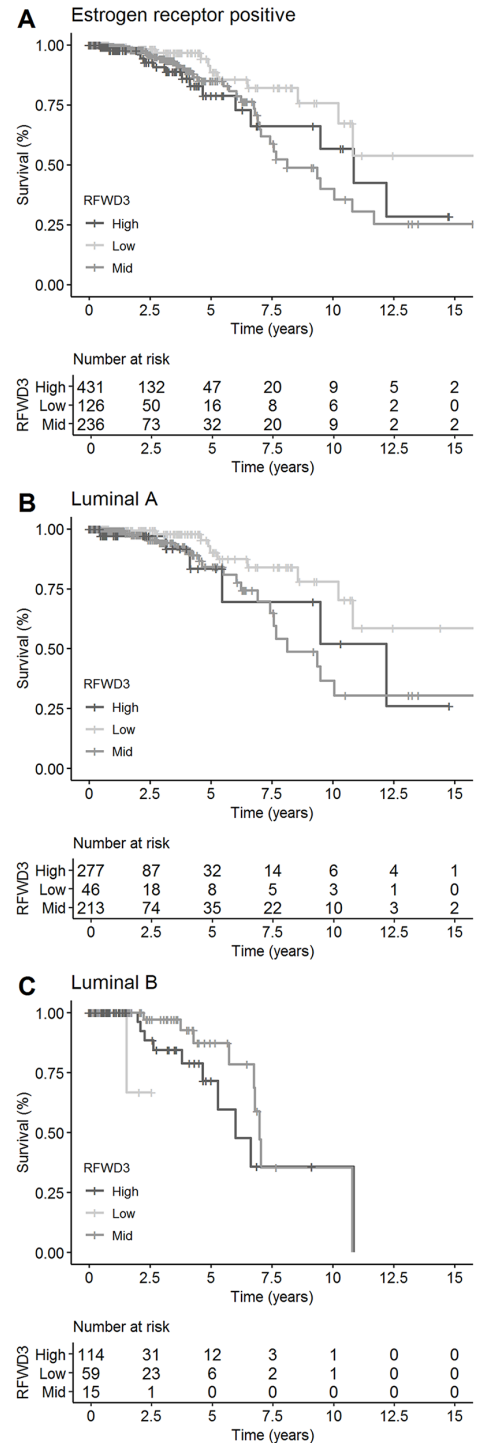 A Estrogen receptor positive
1.00
0.75
0.50
0.25
0.00
Survival (%)
RFWD3
High
Low
Mid
0 2.5 5 7.5 10 12.5 15
Time (years)
Number at risk
RFWD3
High 431 132 47 20 9 5 2
Low 126 50 16 8 6 2 0
Mid 236 73 32 20 9 2 2
0 2.5 5 7.5 10 12.5 15
Time (years)
B Luminal A
1.00
0.75
0.50
0.25
0.00
Survival (%)
RFWD3
High
Low
Mid
0 2.5 5 7.5 10 12.5 15
Time (years)
Number at risk
RFWD3
High 277 87 32 14 6 4 1
Low 46 18 8 5 3 1 0
Mid 213 74 35 22 10 3 2
0 2.5 5 7.5 10 12.5 15
Time (years)
C Luminal B
1.00
0.75
0.50
0.25
0.00
Survival (%)
RFWD3
High
Low
Mid
0 2.5 5 7.5 10 12.5 15
Time (years)
Number at risk
RFWD3
High 114 31 12 3 1 0 0
Low 59 23 6 2 1 0 0
Mid 15 1 0 0 0 0 0
0 2.5 5 7.5 10 12.5 15
Time (years)